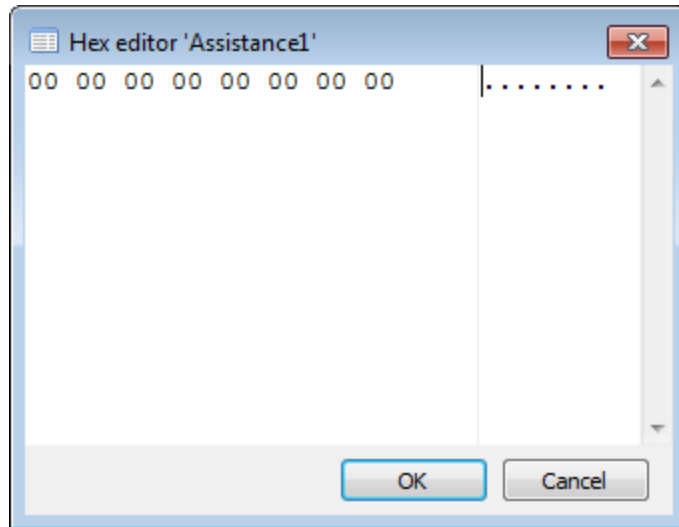 Hex editor 'Assistance1'
00 00 00 00 00 00 00 00 ........
OK Cancel